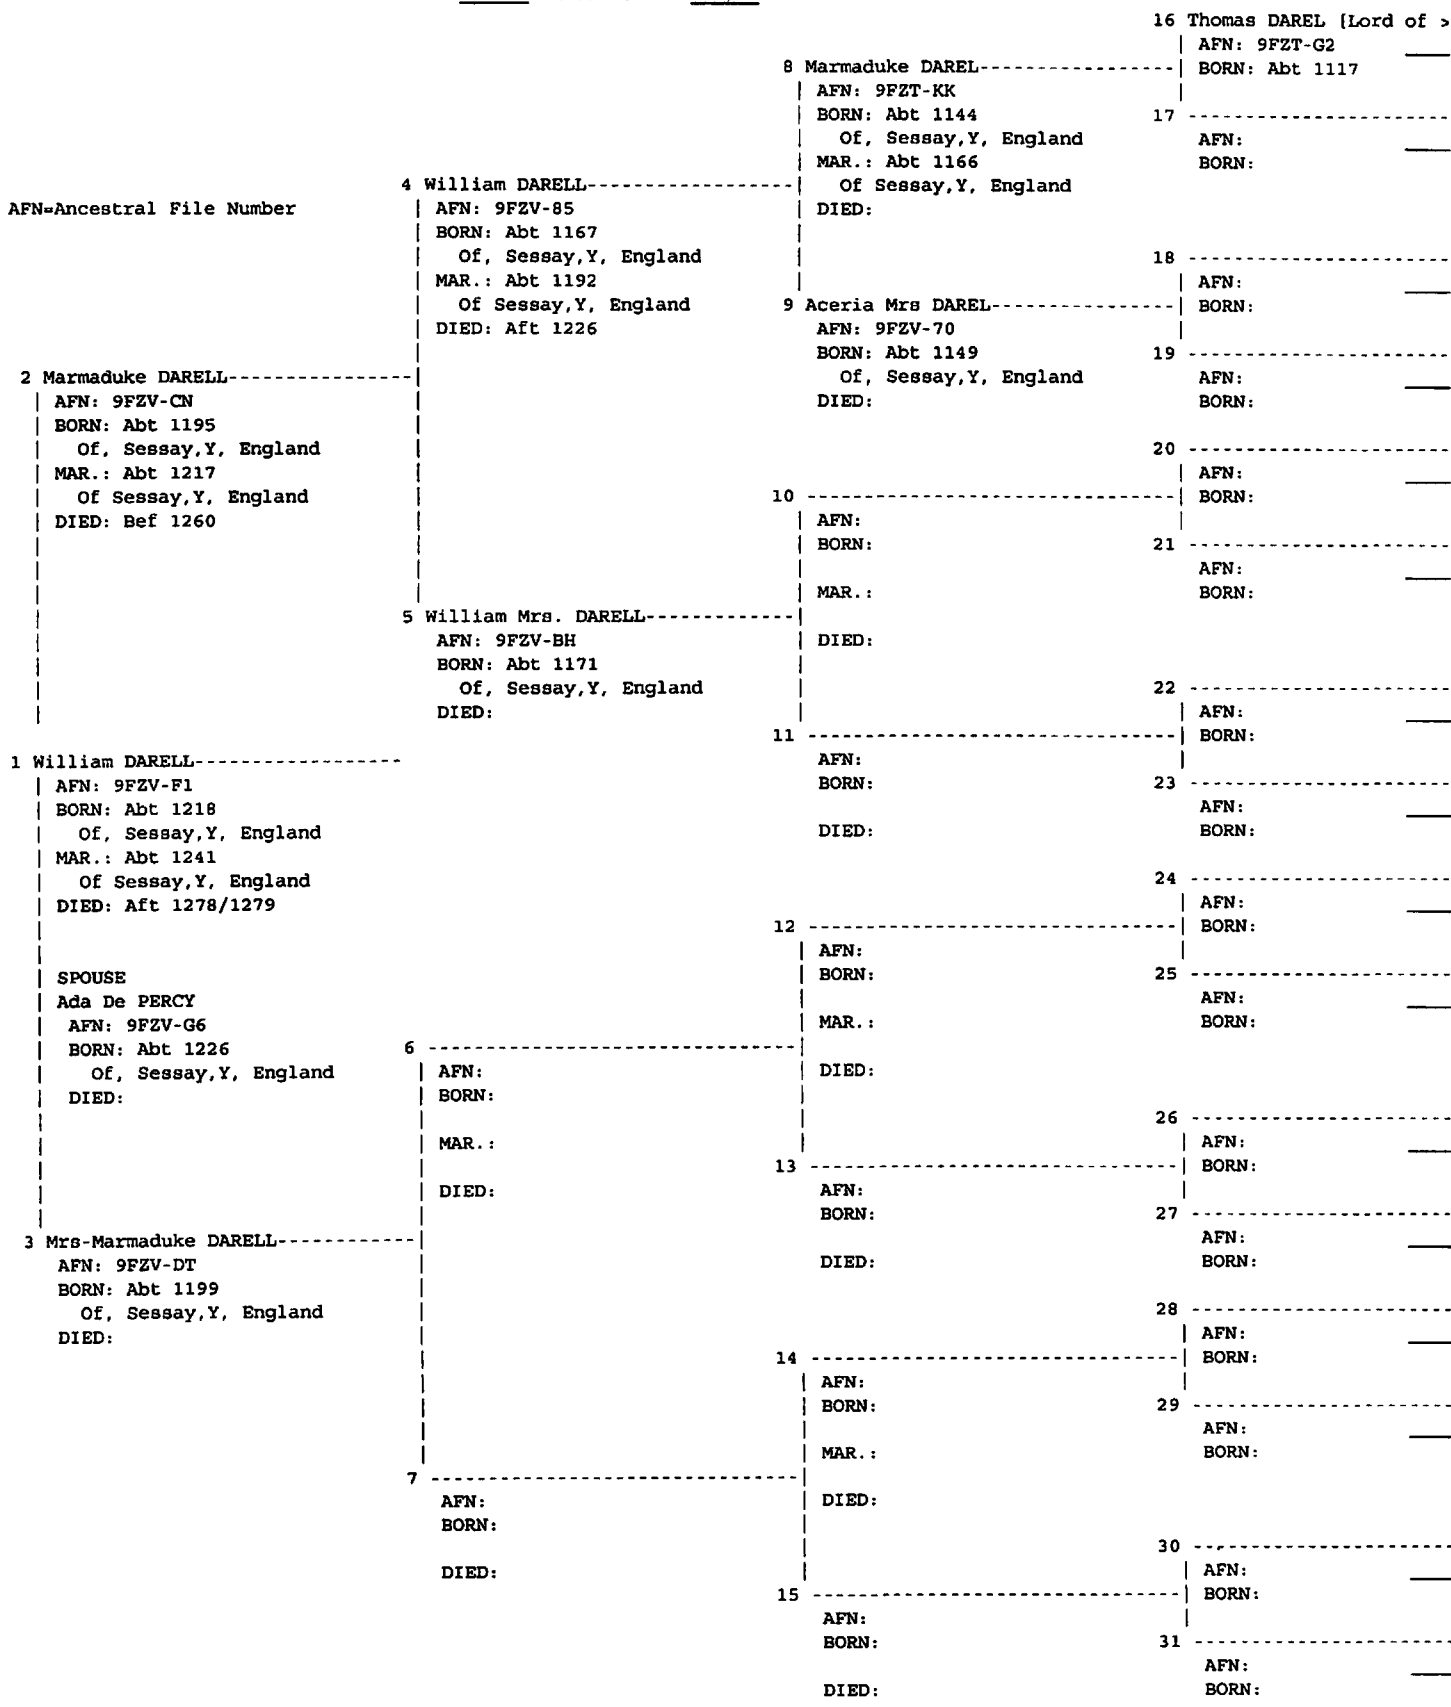 AFN=Ancestral File Number
2 Marmaduke DARELL
AFN: 9FZV-CN
BORN: Abt 1195
Of, Sessay,Y, England
MAR.: Abt 1217
Of Sessay,Y, England
DIED: Bef 1260
1 William DARELL
AFN: 9FZV-F1
BORN: Abt 1218
Of, Sessay,Y, England
MAR.: Abt 1241
Of Sessay,Y, England
DIED: Aft 1278/1279
SPOUSE
Ada De PERCY
AFN: 9FZV-G6
BORN: Abt 1226
Of, Sessay,Y, England
DIED:
3 Mrs-Marmaduke DARELL
AFN: 9FZV-DT
BORN: Abt 1199
Of, Sessay,Y, England
DIED:
4 William DARELL
AFN: 9FZV-85
BORN: Abt 1167
Of, Sessay,Y, England
MAR.: Abt 1192
Of Sessay,Y, England
DIED: Aft 1226
5 William Mrs. DARELL
AFN: 9FZV-BH
BORN: Abt 1171
Of, Sessay,Y, England
DIED:
6
AFN:
BORN:
MAR.:
DIED:
7
AFN:
BORN:
DIED:
8 Marmaduke DAREL
AFN: 9FZT-KK
BORN: Abt 1144
Of, Sessay,Y, England
MAR.: Abt 1166
Of Sessay,Y, England
DIED:
9 Aceria Mrs DAREL
AFN: 9FZV-70
BORN: Abt 1149
Of, Sessay,Y, England
DIED:
10
AFN:
BORN:
MAR.:
DIED:
11
AFN:
BORN:
DIED:
12
AFN:
BORN:
MAR.:
DIED:
13
AFN:
BORN:
DIED:
14
AFN:
BORN:
MAR.:
DIED:
15
AFN:
BORN:
DIED:
16 Thomas DAREL [Lord of >
AFN: 9FZT-G2
BORN: Abt 1117
17
AFN:
BORN:
18
AFN:
BORN:
19
AFN:
BORN:
20
AFN:
BORN:
21
AFN:
BORN:
22
AFN:
BORN:
23
AFN:
BORN:
24
AFN:
BORN:
25
AFN:
BORN:
26
AFN:
BORN:
27
AFN:
BORN:
28
AFN:
BORN:
29
AFN:
BORN:
30
AFN:
BORN:
31
AFN:
BORN: